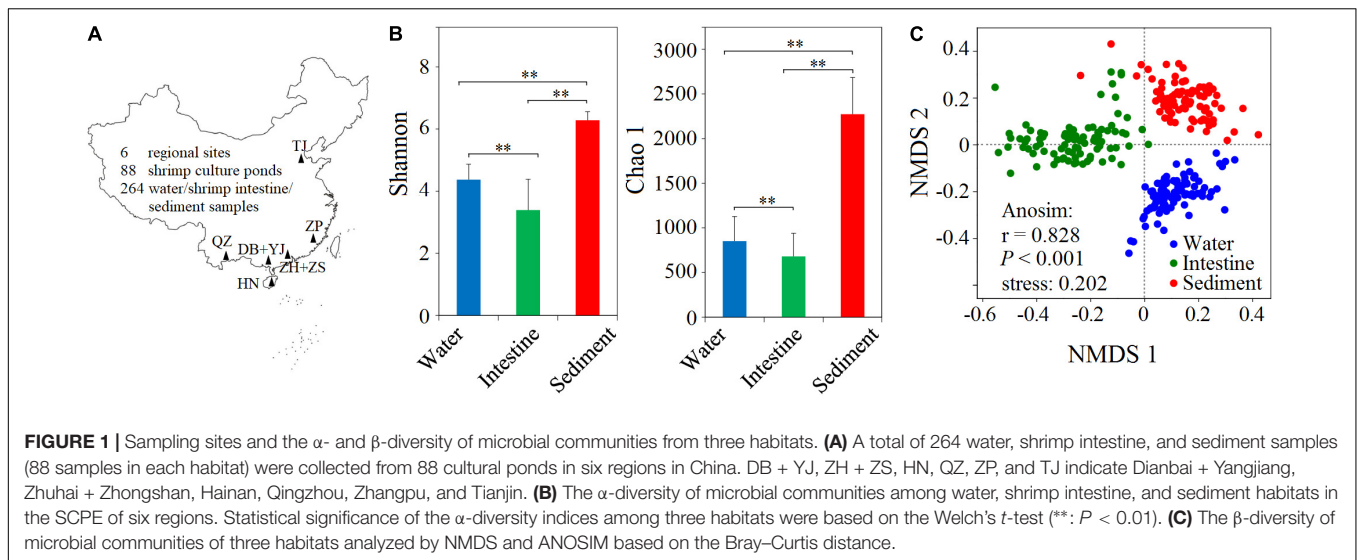 A
6 regional sites
88 shrimp culture ponds
264 water/shrimp intestine/
sediment samples
TJ
ZP
QZ
DB+YJ
ZH+ZS
HN
B
Shannon
8
6
4
2
0
**
**
**
Water
Intestine
Sediment
Chao 1
3000
2500
2000
1500
1000
500
0
**
**
**
Water
Intestine
Sediment
C
NMDS 2
0.4
0.2
0
-0.2
-0.4
Anosim:
r = 0.828
P < 0.001
stress: 0.202
Water
Intestine
Sediment
-0.6
-0.4
-0.2
0
0.2
0.4
NMDS 1
FIGURE 1 | Sampling sites and the α- and β-diversity of microbial communities from three habitats. (A) A total of 264 water, shrimp intestine, and sediment samples
(88 samples in each habitat) were collected from 88 cultural ponds in six regions in China. DB + YJ, ZH + ZS, HN, QZ, ZP, and TJ indicate Dianbai + Yangjiang,
Zhuhai + Zhongshan, Hainan, Qingzhou, Zhangpu, and Tianjin. (B) The α-diversity of microbial communities among water, shrimp intestine, and sediment habitats in
the SCPE of six regions. Statistical significance of the α-diversity indices among three habitats were based on the Welch's t-test (**: P < 0.01). (C) The β-diversity of
microbial communities of three habitats analyzed by NMDS and ANOSIM based on the Bray–Curtis distance.